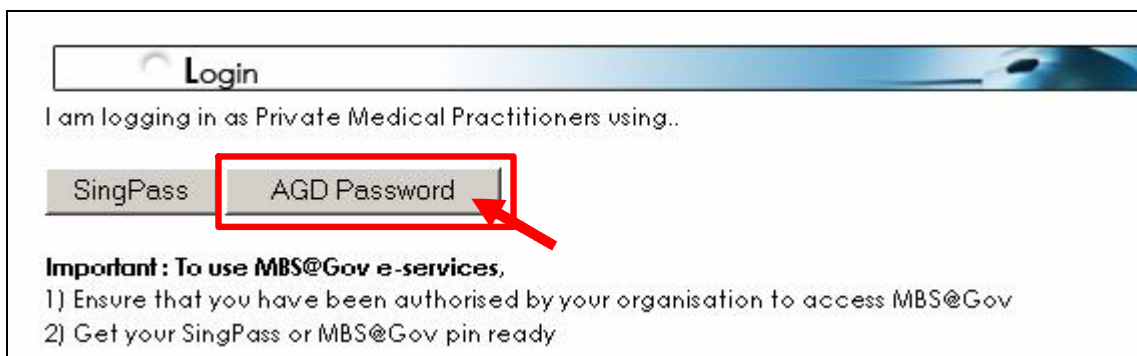 Login
I am logging in as Private Medical Practitioners using..
SingPass AGD Password
Important : To use MBS@Gov e-services,
1) Ensure that you have been authorised by your organisation to access MBS@Gov
2) Get your SingPass or MBS@Gov pin ready